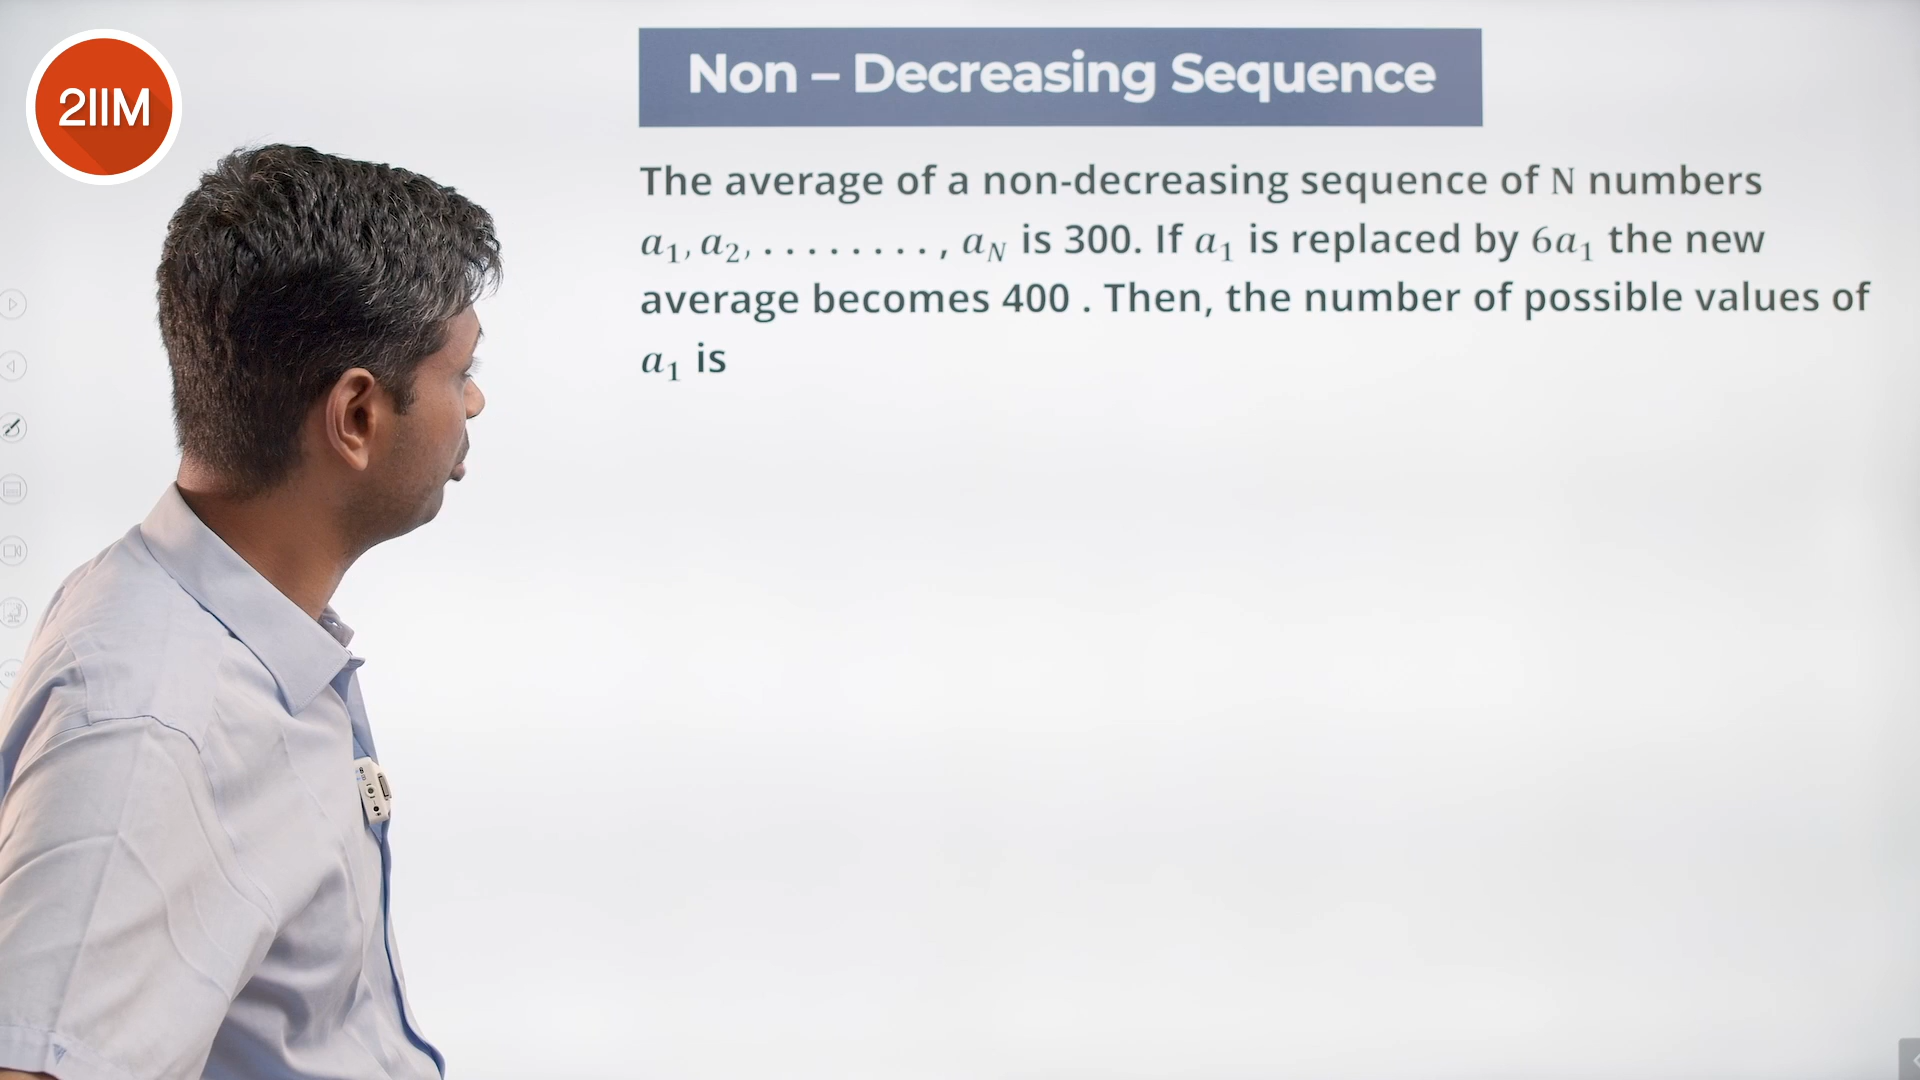 2IIM
Non – Decreasing Sequence
The average of a non-decreasing sequence of N numbers
a₁, a₂, . . . . . . . . , a_N is 300. If a₁ is replaced by 6a₁ the new
average becomes 400 . Then, the number of possible values of
a₁ is